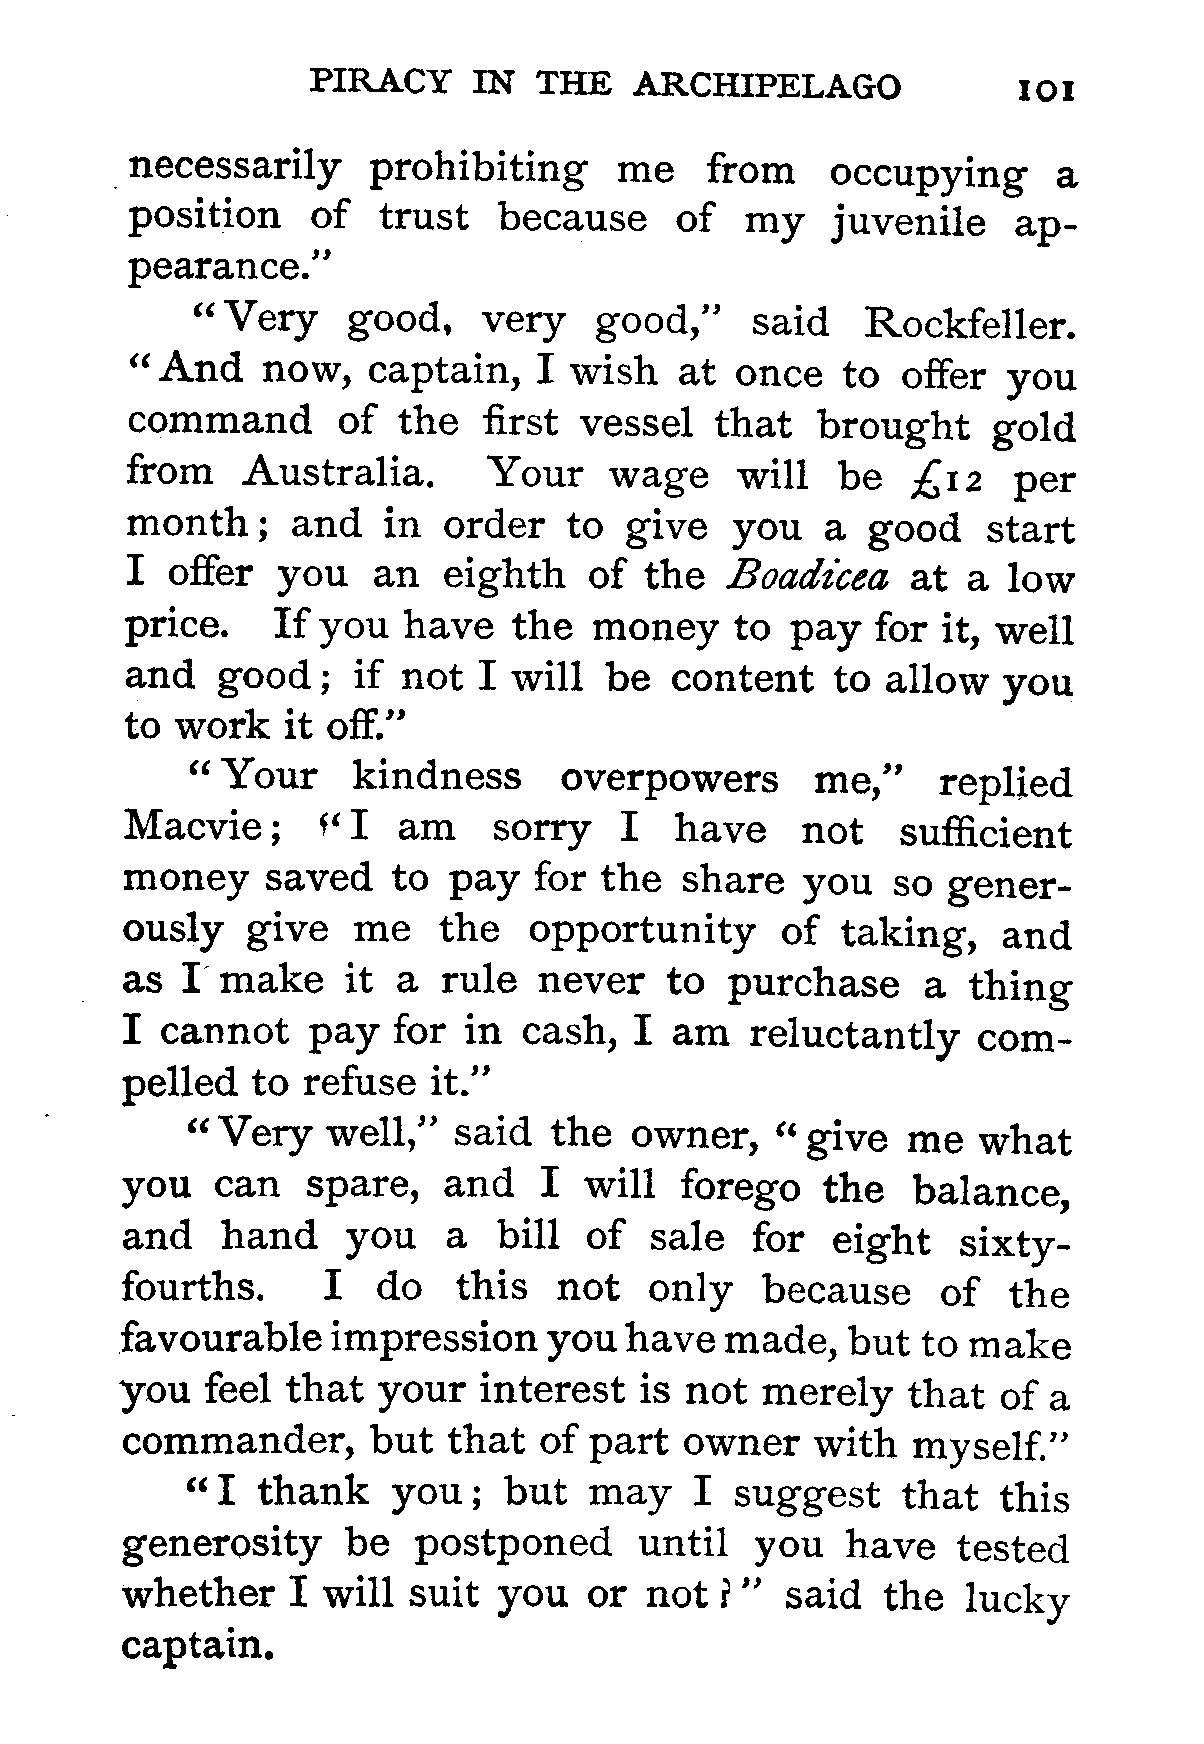 PIRACY IN THE ARCHIPELAGO 101
necessarily prohibiting me from occupying a
position of trust because of my juvenile ap-
pearance."
"Very good, very good," said Rockfeller.
"And now, captain, I wish at once to offer you
command of the first vessel that brought gold
from Australia. Your wage will be £12 per
month; and in order to give you a good start
I offer you an eighth of the Boadicea at a low
price. If you have the money to pay for it, well
and good; if not I will be content to allow you
to work it off."
"Your kindness overpowers me," replied
Macvie; "I am sorry I have not sufficient
money saved to pay for the share you so gener-
ously give me the opportunity of taking, and
as I make it a rule never to purchase a thing
I cannot pay for in cash, I am reluctantly com-
pelled to refuse it."
"Very well," said the owner, "give me what
you can spare, and I will forego the balance,
and hand you a bill of sale for eight sixty-
fourths. I do this not only because of the
favourable impression you have made, but to make
you feel that your interest is not merely that of a
commander, but that of part owner with myself."
"I thank you; but may I suggest that this
generosity be postponed until you have tested
whether I will suit you or not?" said the lucky
captain.